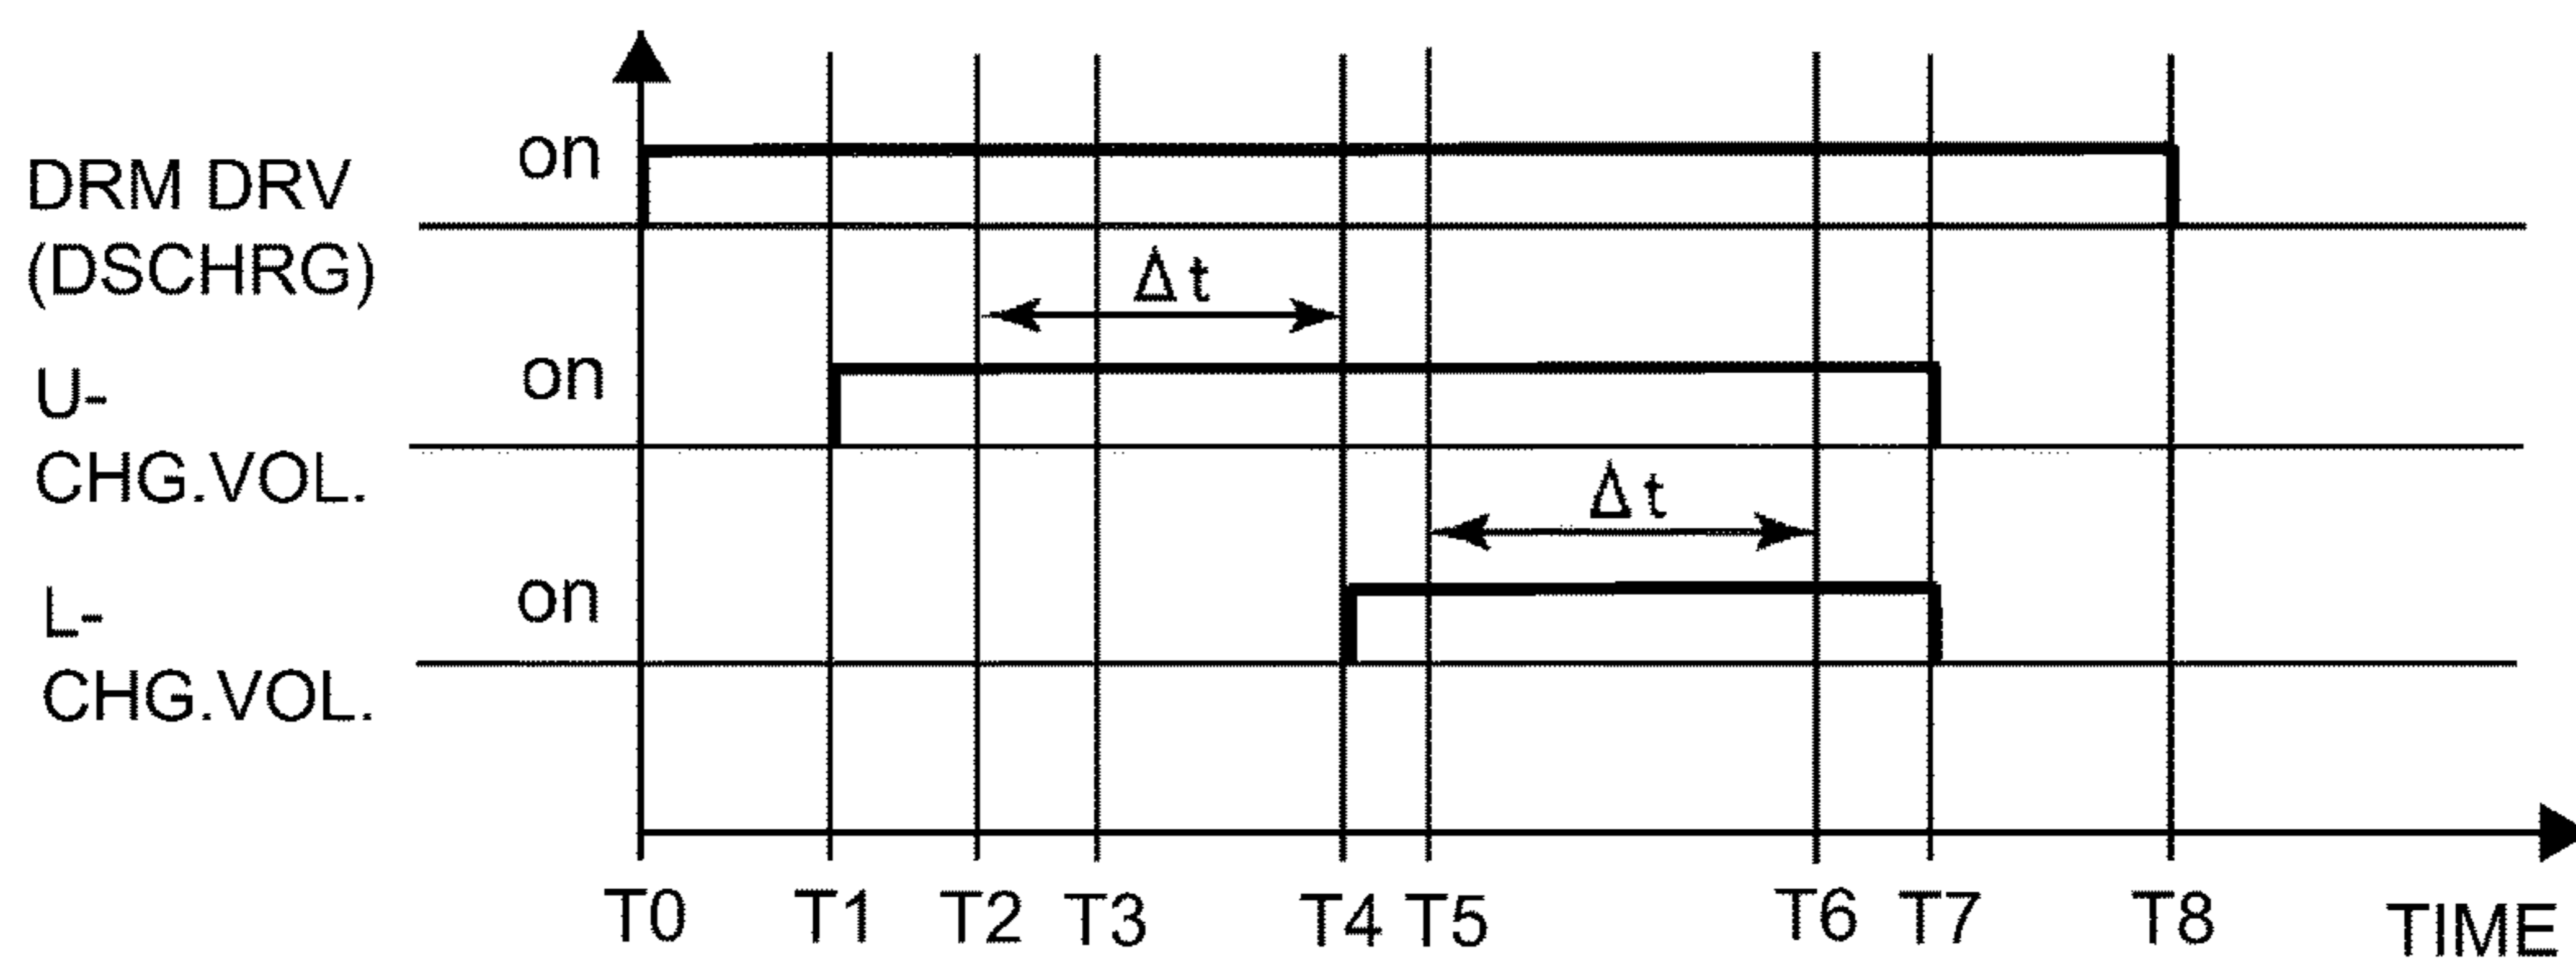 DRM DRV
(DSCHRG)
on
Δt
U-
CHG.VOL.
on
Δt
L-
CHG.VOL.
on
T0 T1 T2 T3 T4 T5 T6 T7 T8 TIME